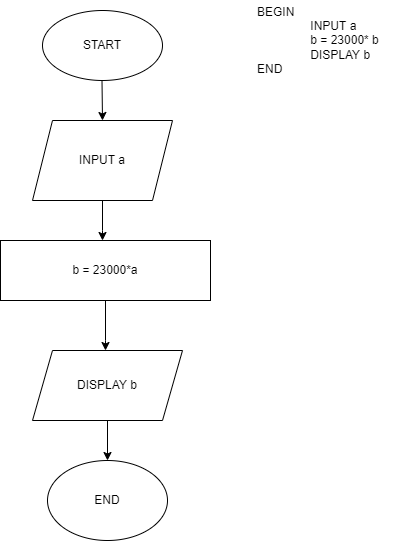 START
INPUT a
b = 23000*a
DISPLAY b
END
BEGIN
INPUT a
b = 23000* b
DISPLAY b
END